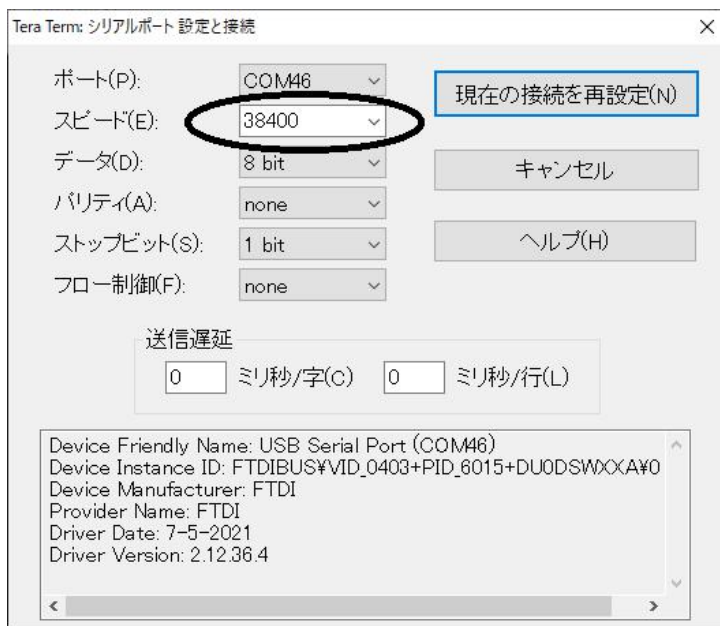 Tera Term: シリアルポート 設定と接続
ポート(P): COM46
現在の接続を再設定(N)
スピード(E): 38400
データ(D): 8 bit
キャンセル
パリティ(A): none
ストップビット(S): 1 bit
ヘルプ(H)
フロー制御(F): none
送信遅延
0 ミリ秒/字(C) 0 ミリ秒/行(L)
Device Friendly Name: USB Serial Port (COM46)
Device Instance ID: FTDIBUS¥VID_0403+PID_6015+DU0DSWXXA¥0
Device Manufacturer: FTDI
Provider Name: FTDI
Driver Date: 7-5-2021
Driver Version: 2.12.36.4